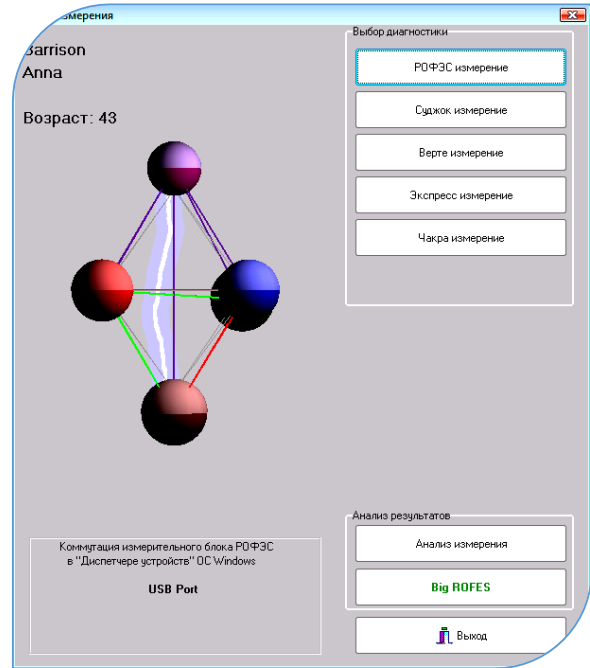 измерения
Barrison
Anna
Возраст: 43
Выбор диагностики
РОФЭС измерение
Суджок измерение
Верте измерение
Экспресс измерение
Чакра измерение
Анализ результатов
Анализ измерения
Big ROFES
Выход
Коммутация измерительного блока РОФЭС
в "Диспетчере устройств" ОС Windows
USB Port